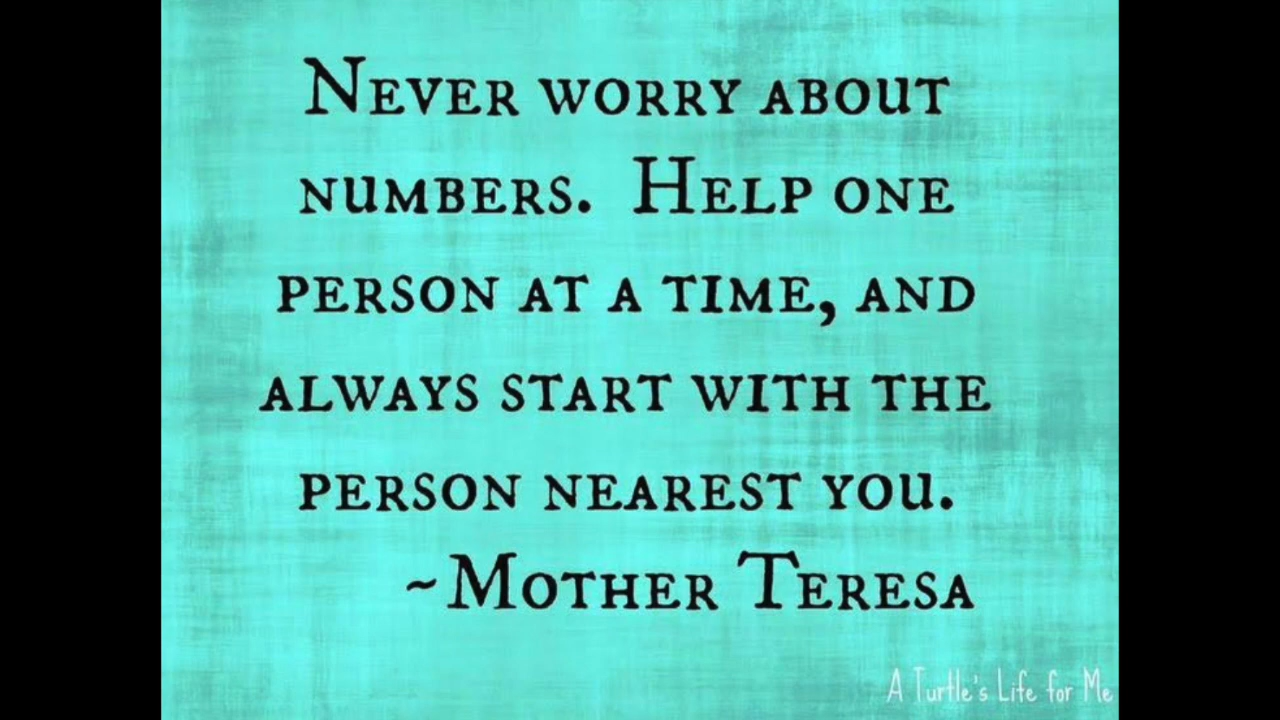 Never worry about
numbers.  Help one
person at a time, and
always start with the
person nearest you.
~Mother Teresa
A Turtle's Life for Me